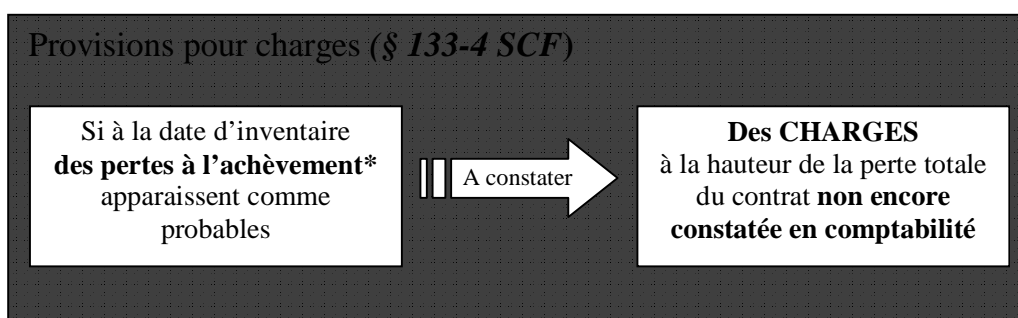 Provisions pour charges (§ 133-4 SCF)
Si à la date d’inventaire
des pertes à l’achèvement*
apparaissent comme
probables
A constater
Des CHARGES
à la hauteur de la perte totale
du contrat non encore
constatée en comptabilité